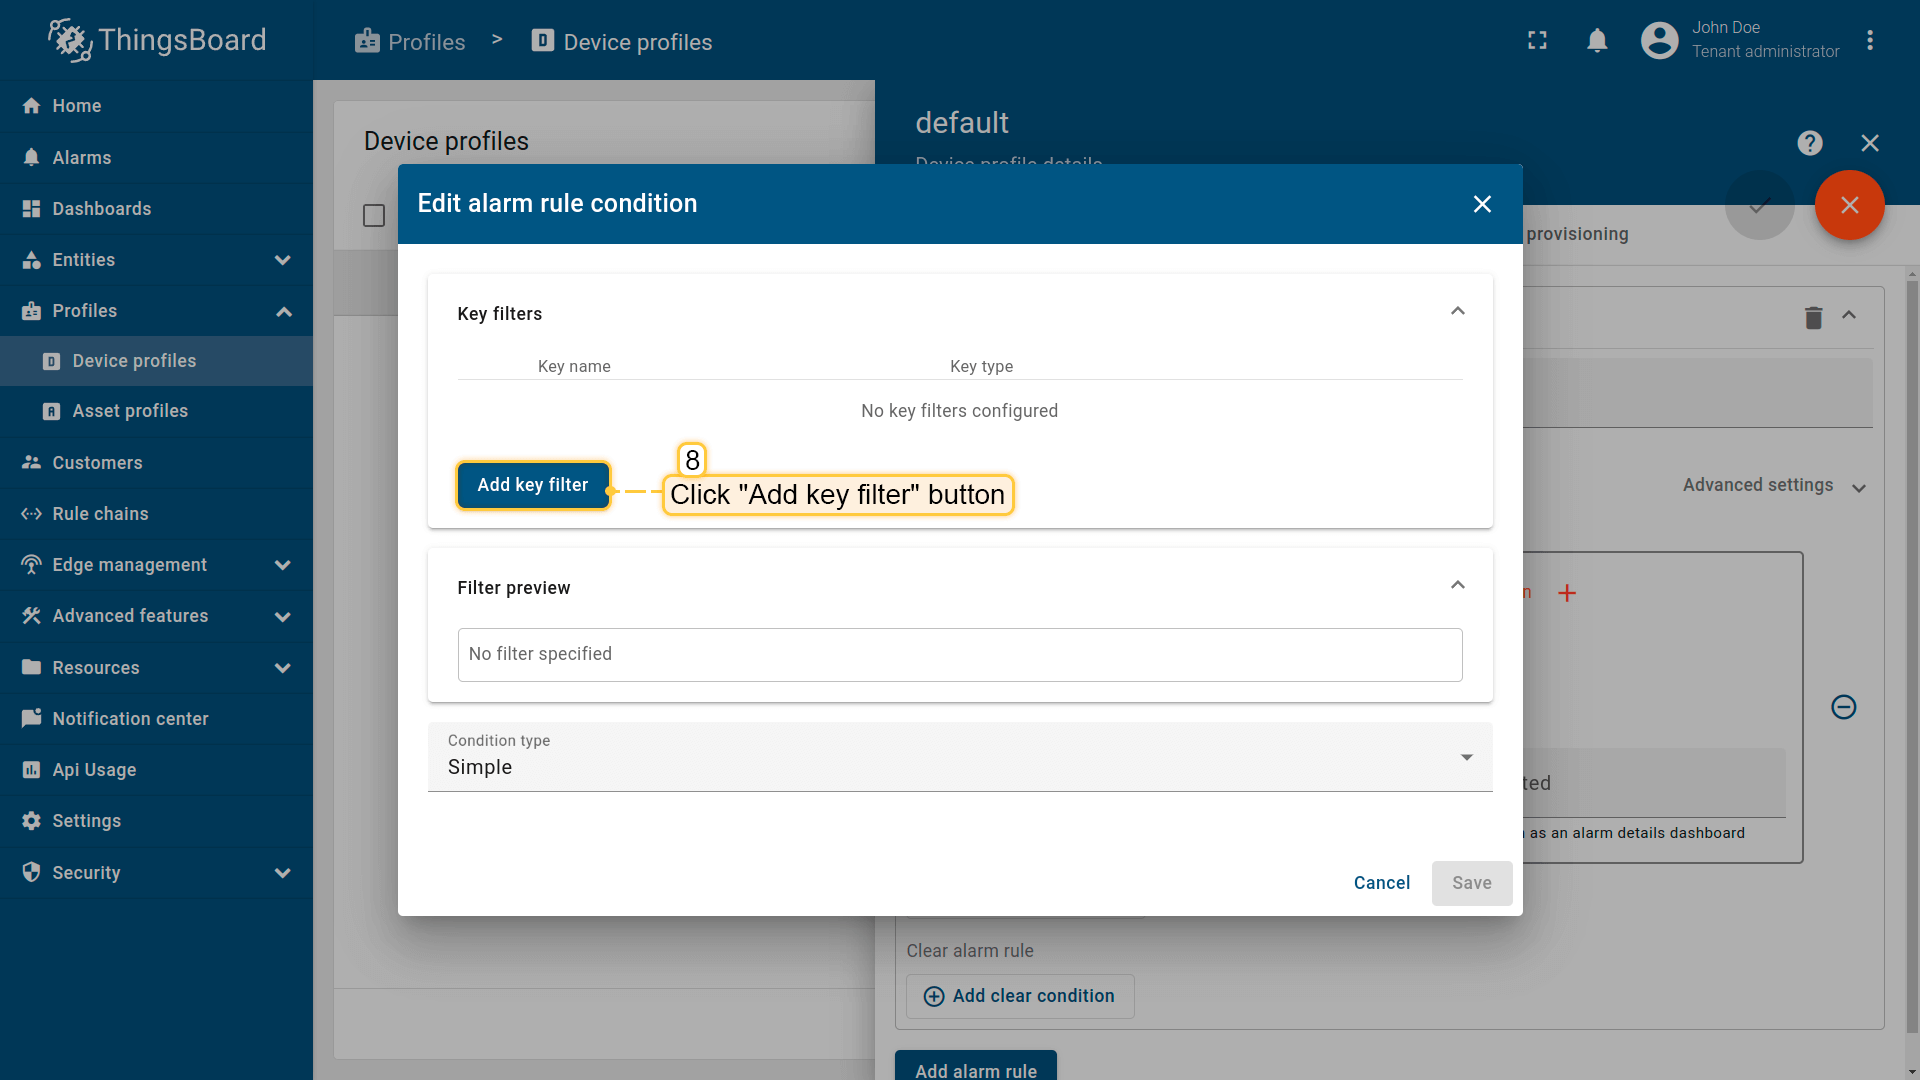 ThingsBoard
Profiles > Device profiles
John Doe
Tenant administrator
Home
Alarms
Dashboards
Entities
Profiles
Device profiles
Asset profiles
Customers
Rule chains
Edge management
Advanced features
Resources
Notification center
Api Usage
Settings
Security
Device profiles
default
Device profile details
provisioning
Edit alarm rule condition
Key filters
Key name Key type
No key filters configured
Add key filter
8
Click "Add key filter" button
Filter preview
No filter specified
Condition type
Simple
Cancel Save
Advanced settings
as an alarm details dashboard
Clear alarm rule
Add clear condition
Add alarm rule